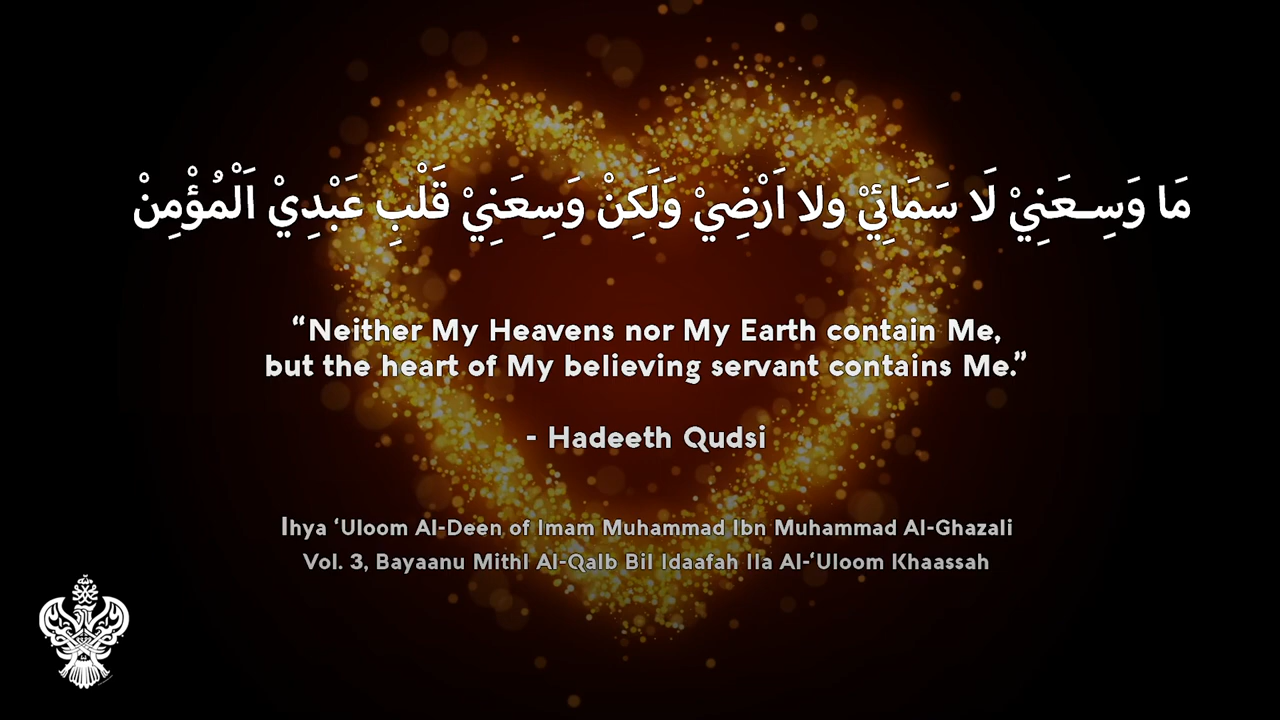 مَا وَسِـعَنِيْ لَا سَمَائِيْ ولا اَرْضِيْ وَلَكِنْ وَسِعَنِيْ قَلْبِ عَبْدِيْ اَلْمُؤْمِنْ
“Neither My Heavens nor My Earth contain Me,
but the heart of My believing servant contains Me.”
- Hadeeth Qudsi
Ihya ‘Uloom Al-Deen of Imam Muhammad Ibn Muhammad Al-Ghazali
Vol. 3, Bayaanu Mithl Al-Qalb Bil Idaafah Ila Al-‘Uloom Khaassah